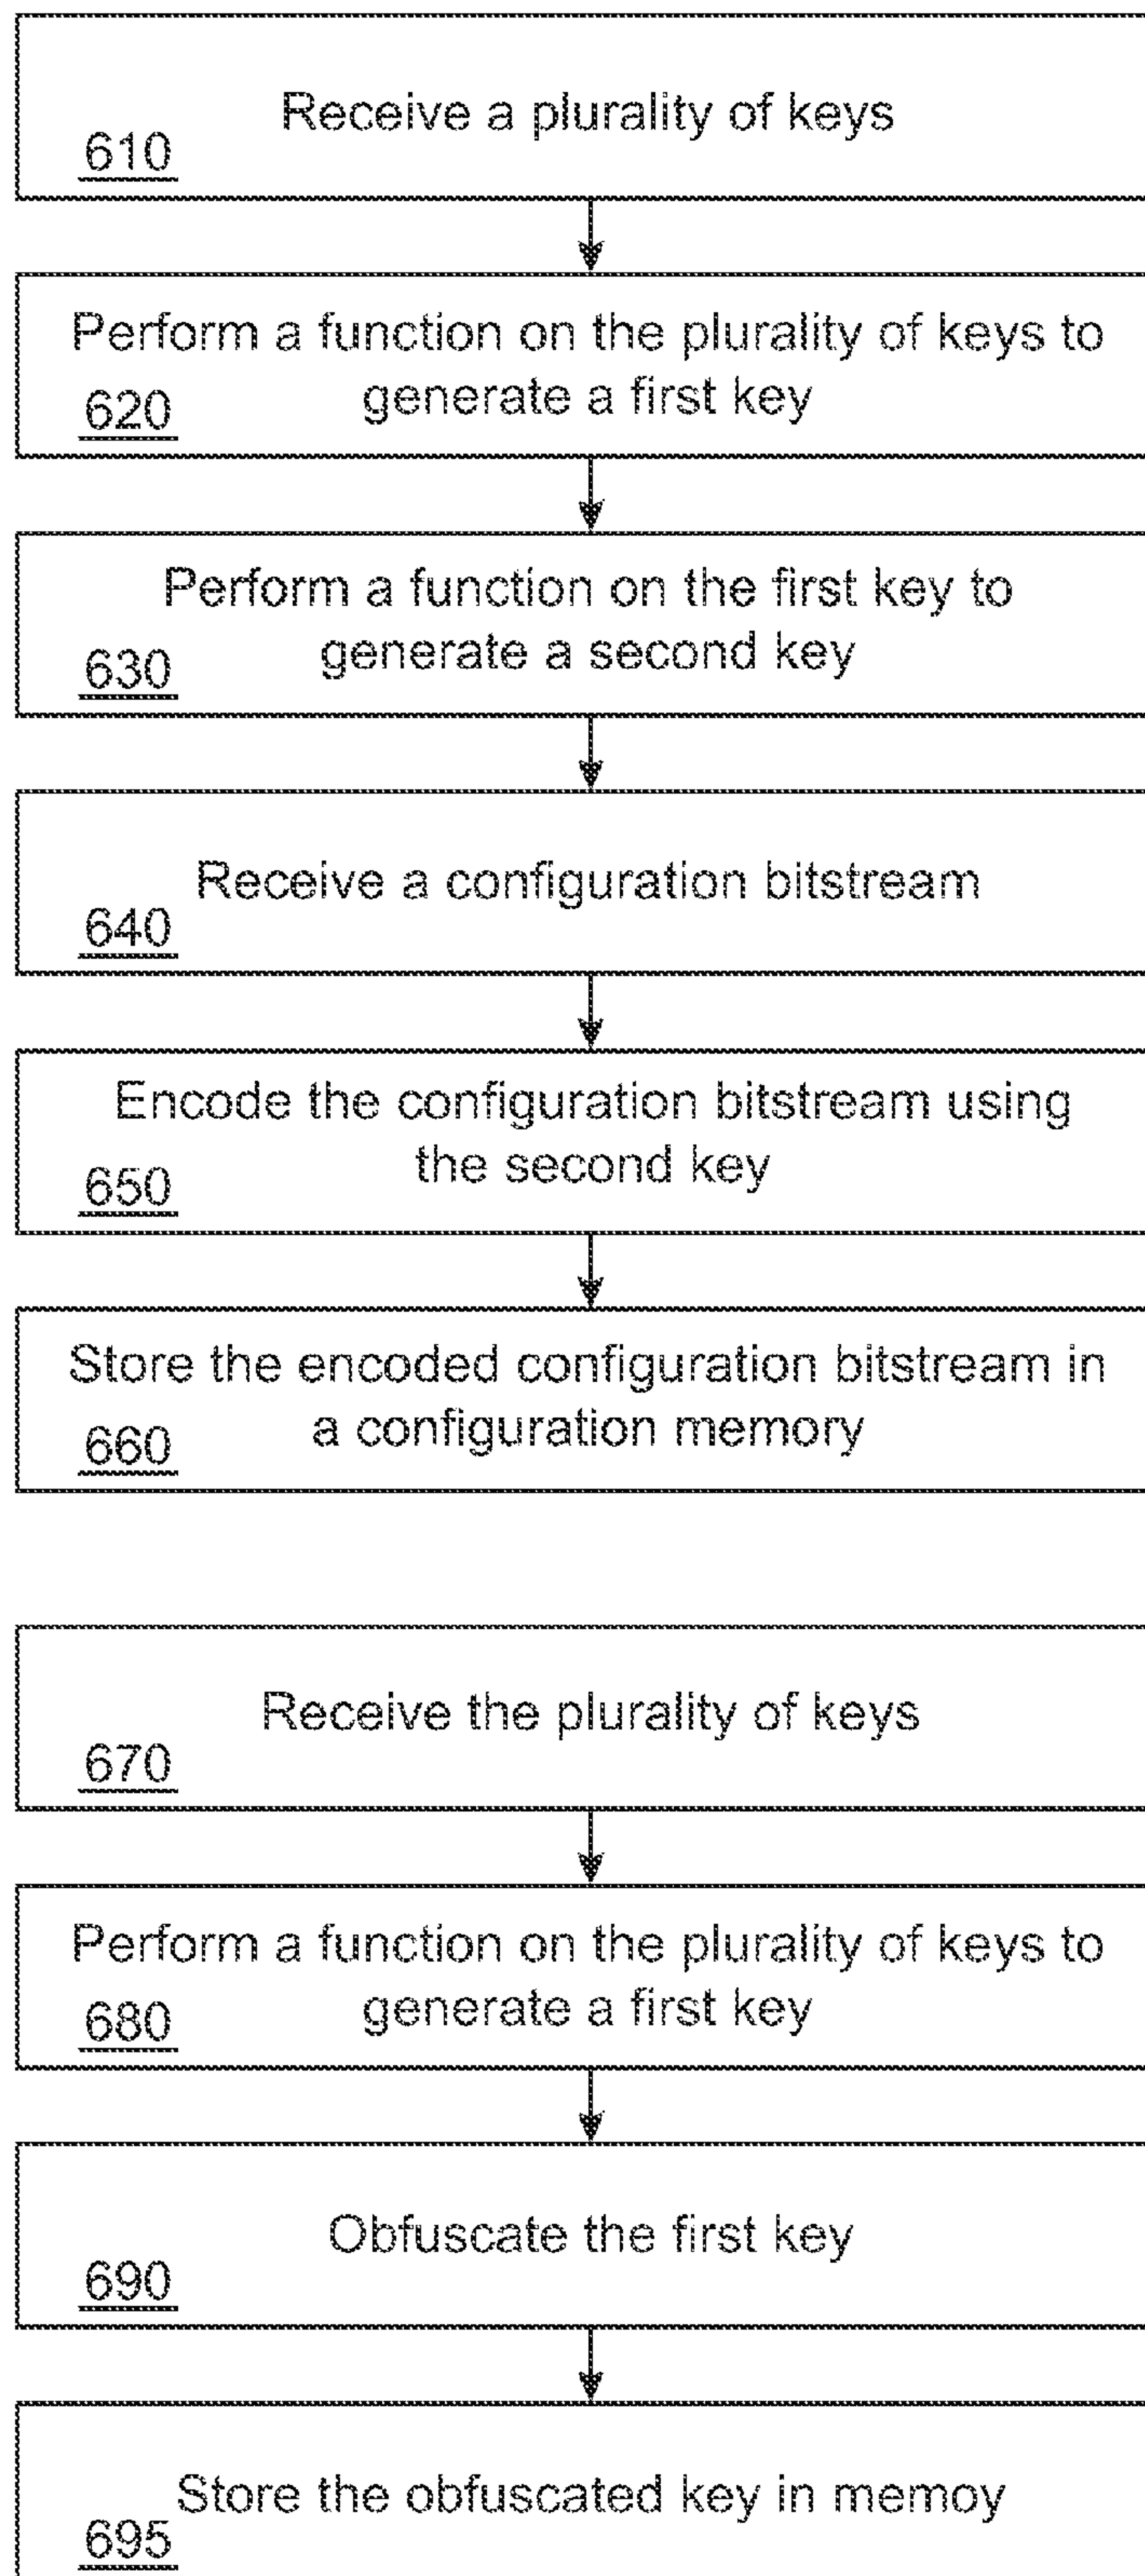 Receive a plurality of keys
610
Perform a function on the plurality of keys to
generate a first key
620
Perform a function on the first key to
generate a second key
630
Receive a configuration bitstream
640
Encode the configuration bitstream using
the second key
650
Store the encoded configuration bitstream in
a configuration memory
660
Receive the plurality of keys
670
Perform a function on the plurality of keys to
generate a first key
680
Obfuscate the first key
690
Store the obfuscated key in memoy
695